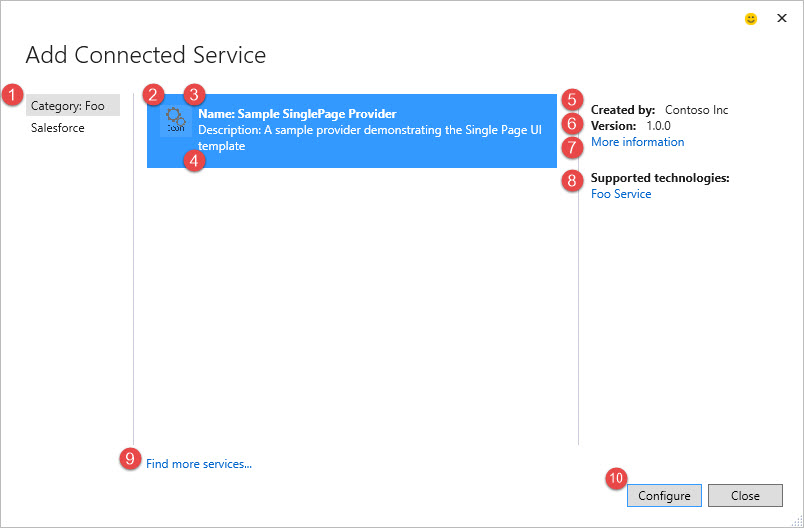 Add Connected Service
1
Category: Foo
Salesforce
2
3
Icon
Name: Sample SinglePage Provider
Description: A sample provider demonstrating the Single Page UI
template
4
5
Created by: Contoso Inc
6
Version: 1.0.0
7
More information
8
Supported technologies:
Foo Service
9
Find more services...
10
Configure
Close